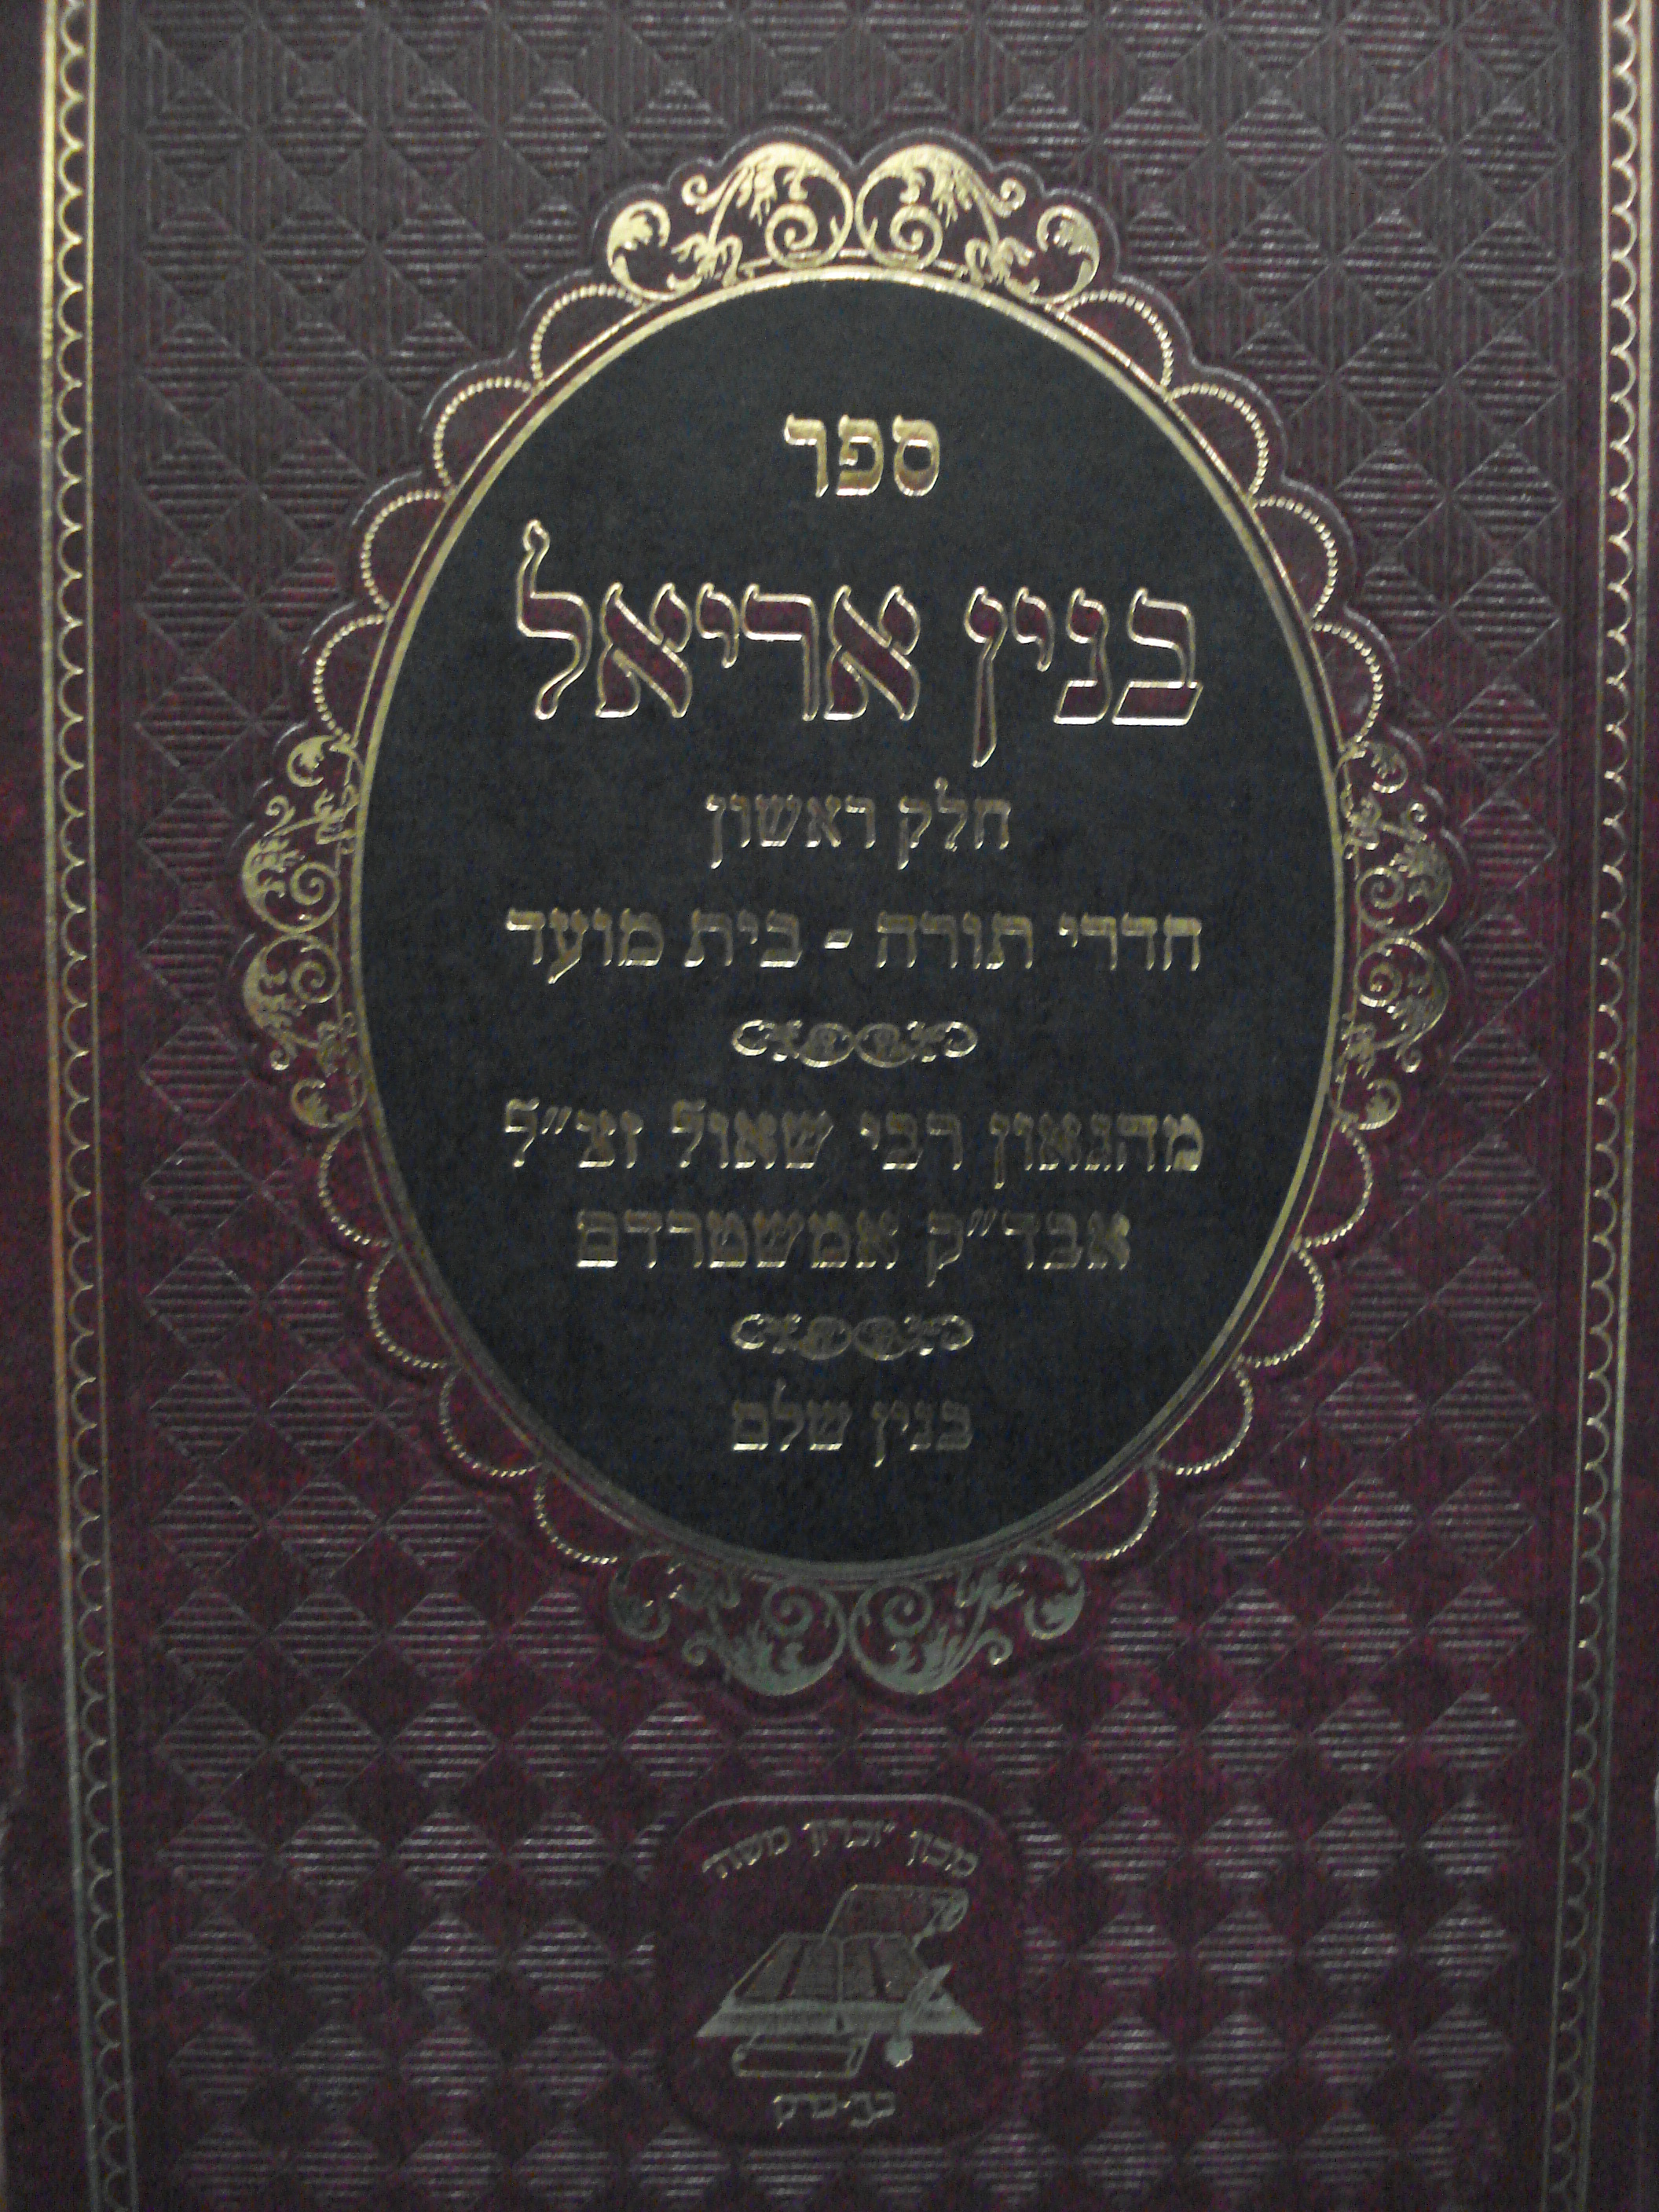 ספר
בנין אריאל
חלק ראשון
חדרי תורה - בית מועד
מהגאון רבי שאול זצ״ל
אבד״ק אמשטרדם
בנין שלם
מכון "זכרון משה"
בני-ברק